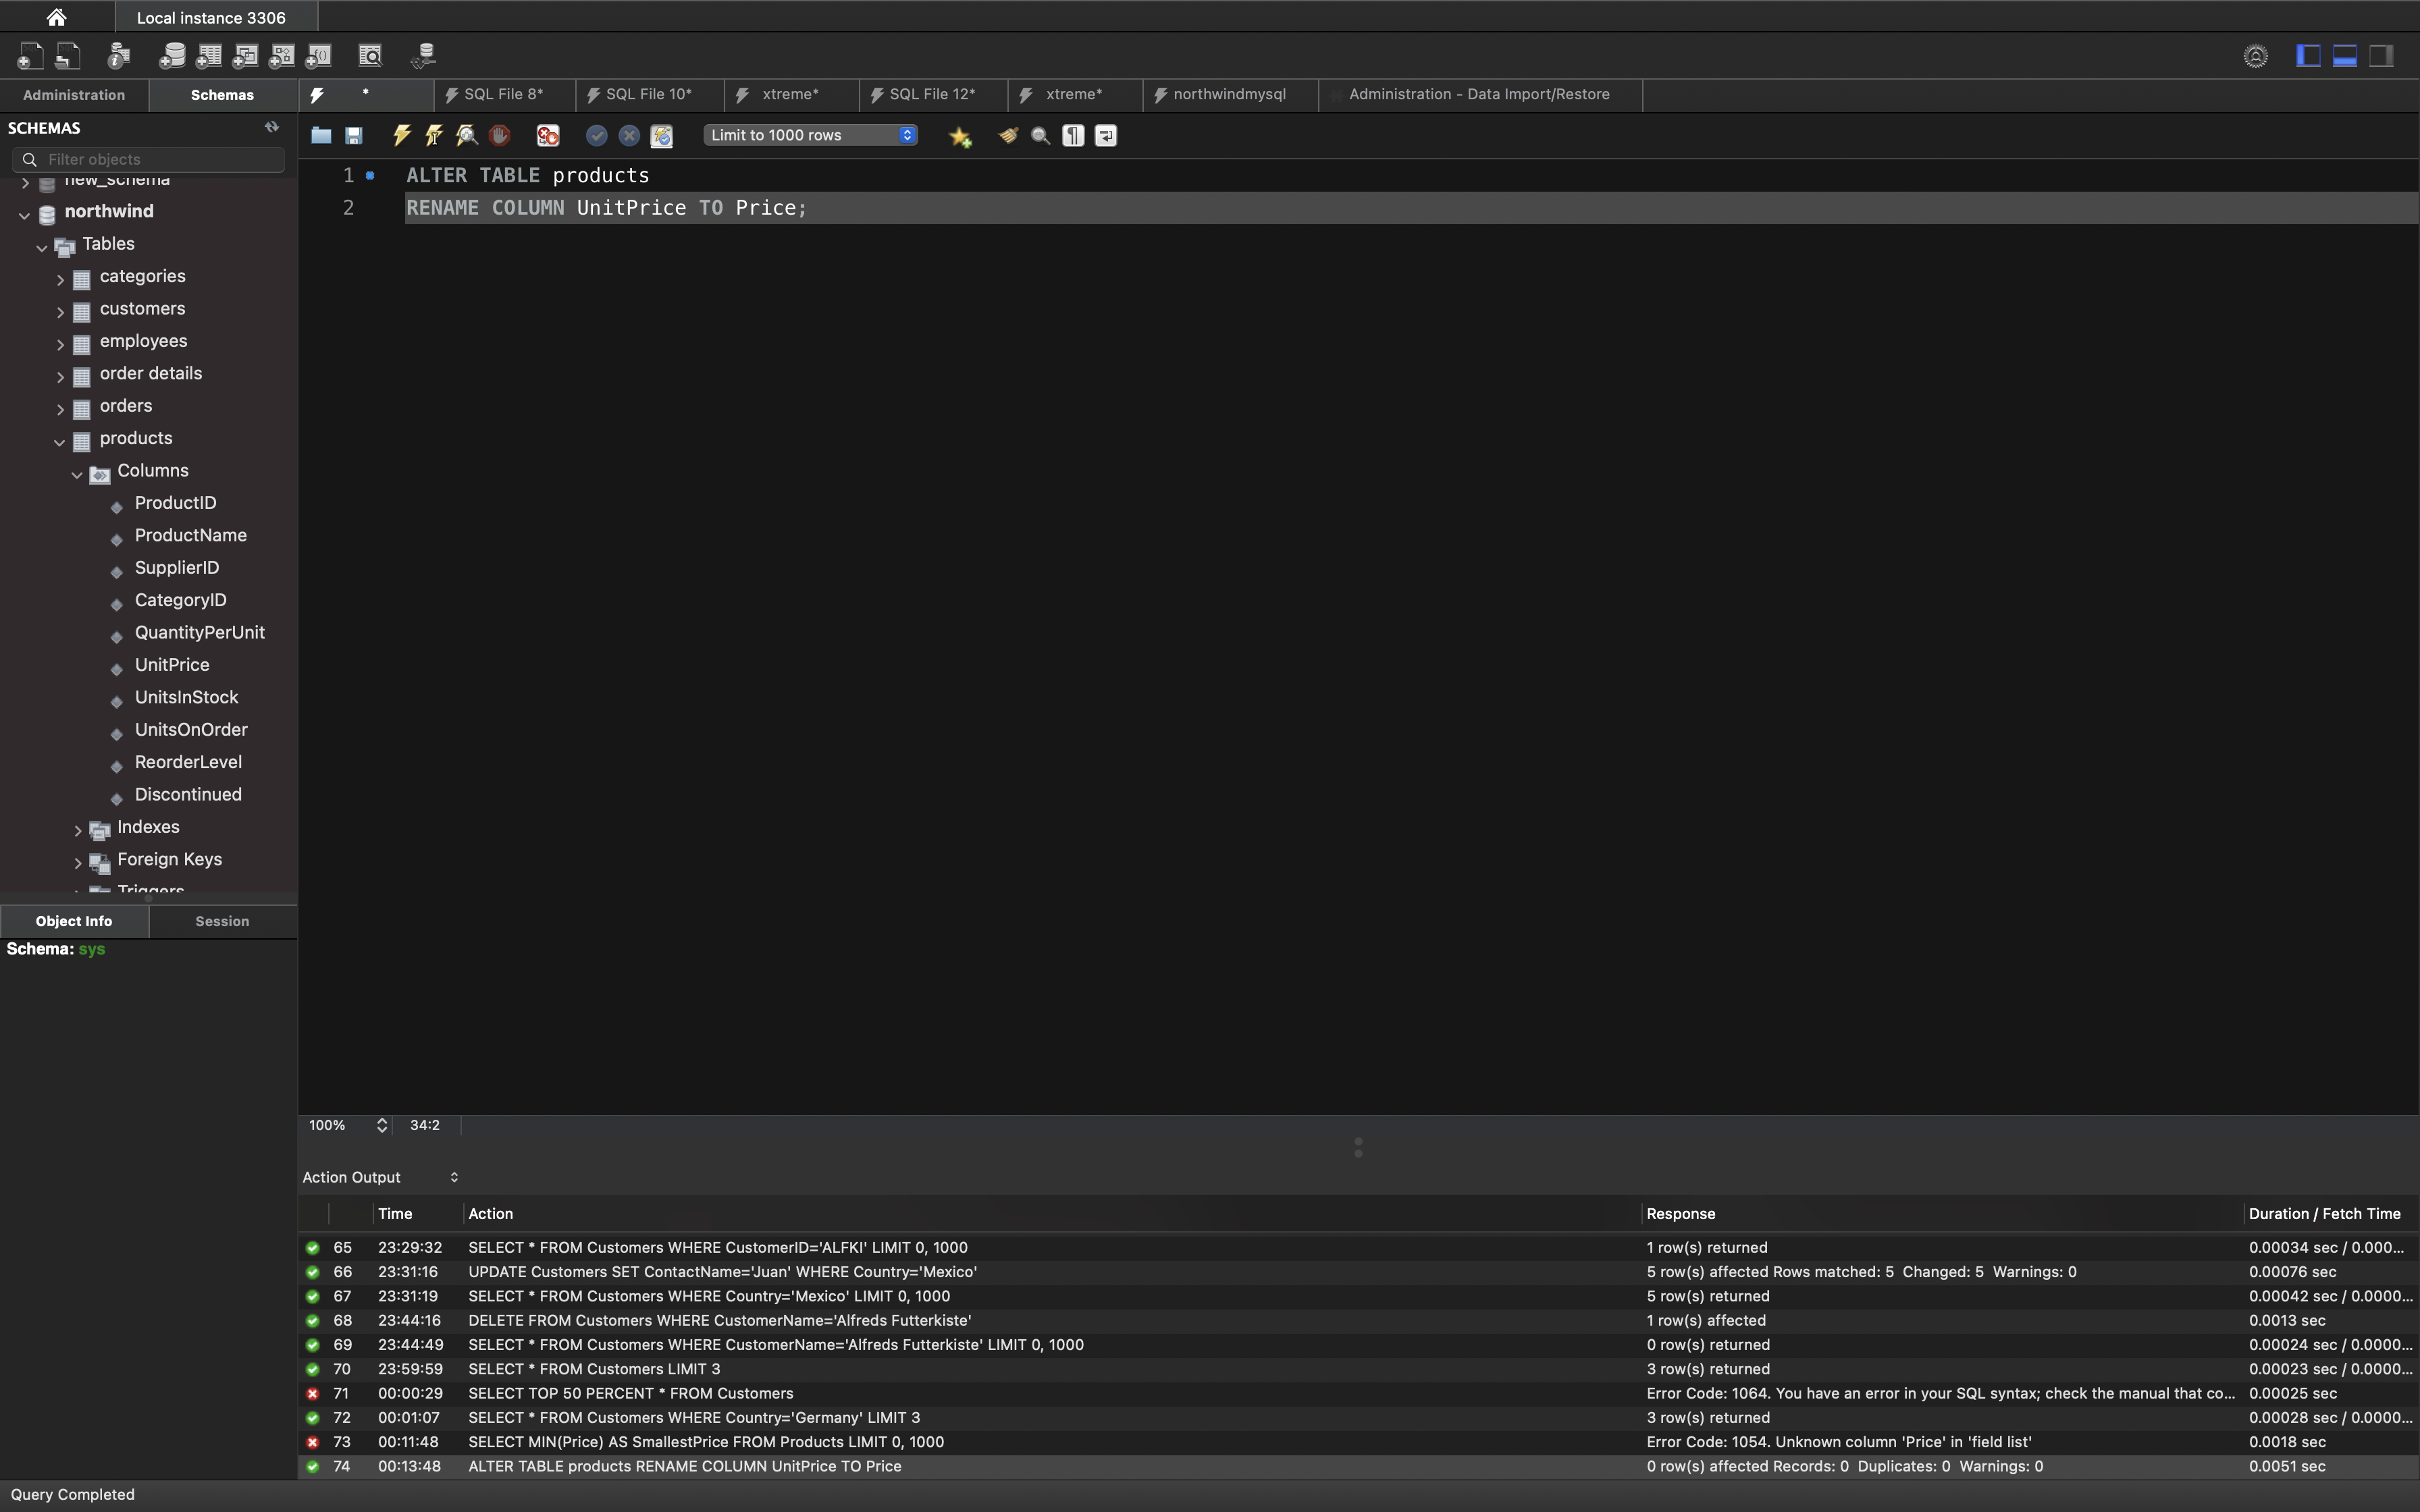 Local instance 3306
Administration
Schemas
*
SQL File 8*
SQL File 10*
xtreme*
SQL File 12*
xtreme*
northwindmysql
Administration - Data Import/Restore
SCHEMAS
Filter objects
Limit to 1000 rows
new_schema
northwind
Tables
categories
customers
employees
order details
orders
products
Columns
ProductID
ProductName
SupplierID
CategoryID
QuantityPerUnit
UnitPrice
UnitsInStock
UnitsOnOrder
ReorderLevel
Discontinued
Indexes
Foreign Keys
Triggers
Object Info
Session
Schema: sys
1 ALTER TABLE products
2 RENAME COLUMN UnitPrice TO Price;
100% 34:2
Action Output
Time Action Response Duration / Fetch Time
65 23:29:32 SELECT * FROM Customers WHERE CustomerID='ALFKI' LIMIT 0, 1000 1 row(s) returned 0.00034 sec / 0.000...
66 23:31:16 UPDATE Customers SET ContactName='Juan' WHERE Country='Mexico' 5 row(s) affected Rows matched: 5 Changed: 5 Warnings: 0 0.00076 sec
67 23:31:19 SELECT * FROM Customers WHERE Country='Mexico' LIMIT 0, 1000 5 row(s) returned 0.00042 sec / 0.0000...
68 23:44:16 DELETE FROM Customers WHERE CustomerName='Alfreds Futterkiste' 1 row(s) affected 0.0013 sec
69 23:44:49 SELECT * FROM Customers WHERE CustomerName='Alfreds Futterkiste' LIMIT 0, 1000 0 row(s) returned 0.00024 sec / 0.0000...
70 23:59:59 SELECT * FROM Customers LIMIT 3 3 row(s) returned 0.00023 sec / 0.0000...
71 00:00:29 SELECT TOP 50 PERCENT * FROM Customers Error Code: 1064. You have an error in your SQL syntax; check the manual that co... 0.00025 sec
72 00:01:07 SELECT * FROM Customers WHERE Country='Germany' LIMIT 3 3 row(s) returned 0.00028 sec / 0.0000...
73 00:11:48 SELECT MIN(Price) AS SmallestPrice FROM Products LIMIT 0, 1000 Error Code: 1054. Unknown column 'Price' in 'field list' 0.0018 sec
74 00:13:48 ALTER TABLE products RENAME COLUMN UnitPrice TO Price 0 row(s) affected Records: 0 Duplicates: 0 Warnings: 0 0.0051 sec
Query Completed